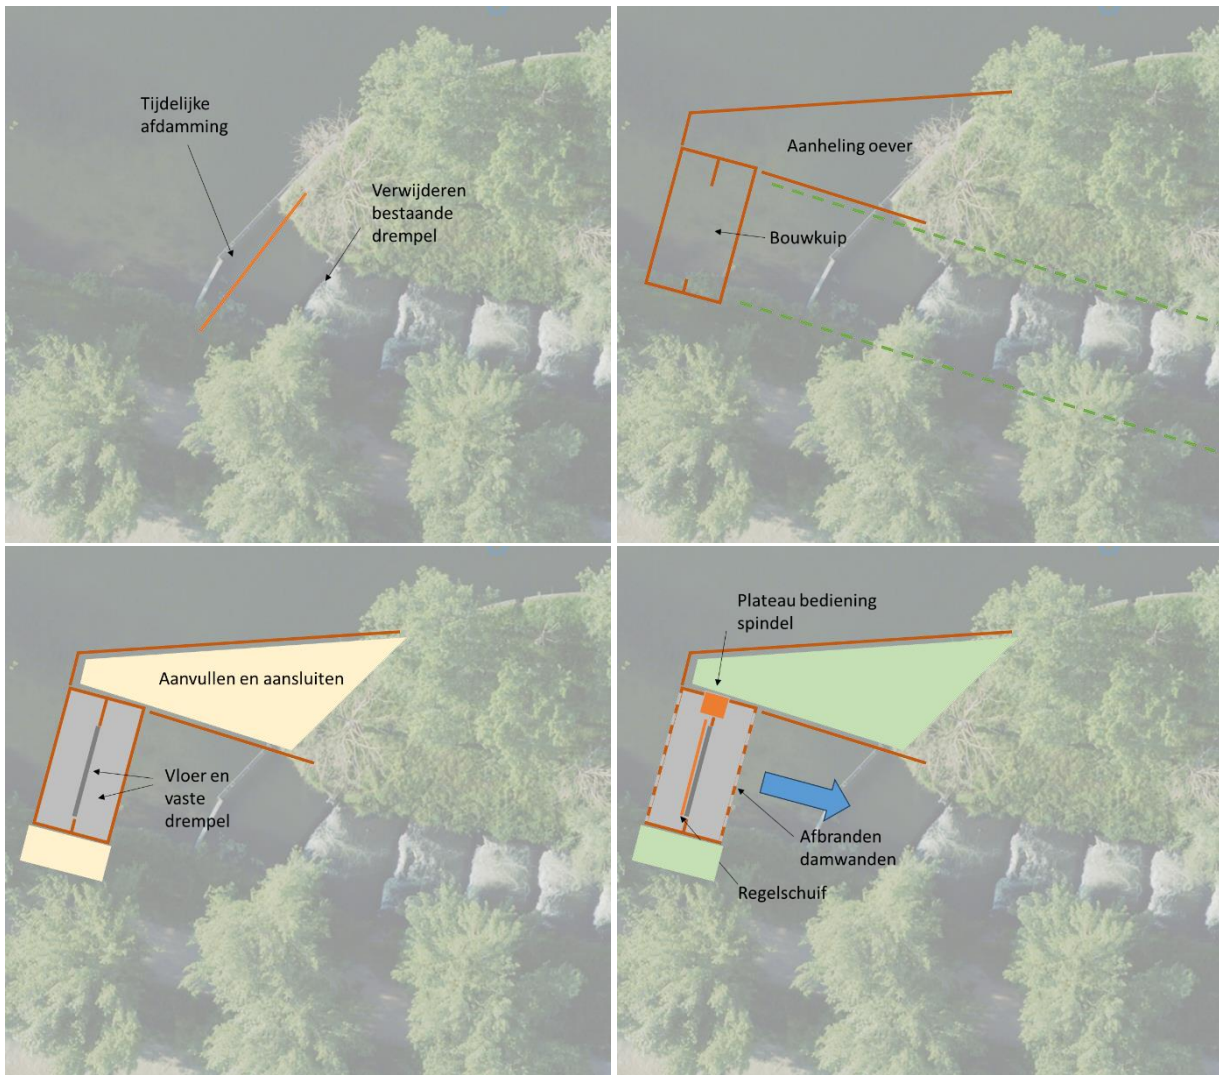 Tijdelijke
afdamming
Verwijderen
bestaande
drempel
Aanheling oever
Bouwkuip
Aanvullen en aansluiten
Vloer en
vaste
drempel
Plateau bediening
spindel
Afbranden
damwanden
Regelschuif